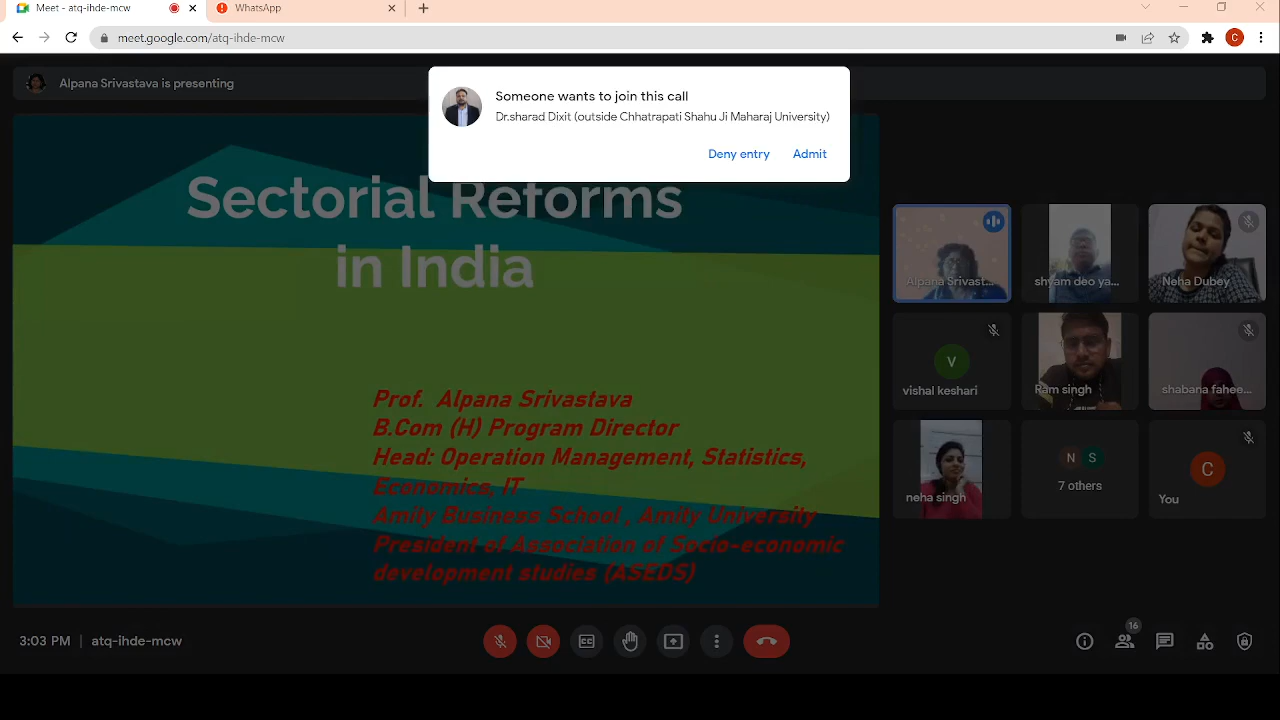 Meet - atq-ihde-mcw
WhatsApp
meet.google.com/atq-ihde-mcw
C
Alpana Srivastava is presenting
Someone wants to join this call
Dr.sharad Dixit (outside Chhatrapati Shahu Ji Maharaj University)
Deny entry Admit
Sectorial Reforms
in India
Prof. Alpana Srivastava
B.Com (H) Program Director
Head: Operation Management, Statistics,
Economics, IT
Amity Business School , Amity University
President of Association of Socio-economic
development studies (ASEDS)
Alpana Srivast...
shyam deo ya...
Neha Dubey
V
vishal keshari
Ram singh
shabana fahee...
neha singh
N S
7 others
C
You
3:03 PM | atq-ihde-mcw
CC
16